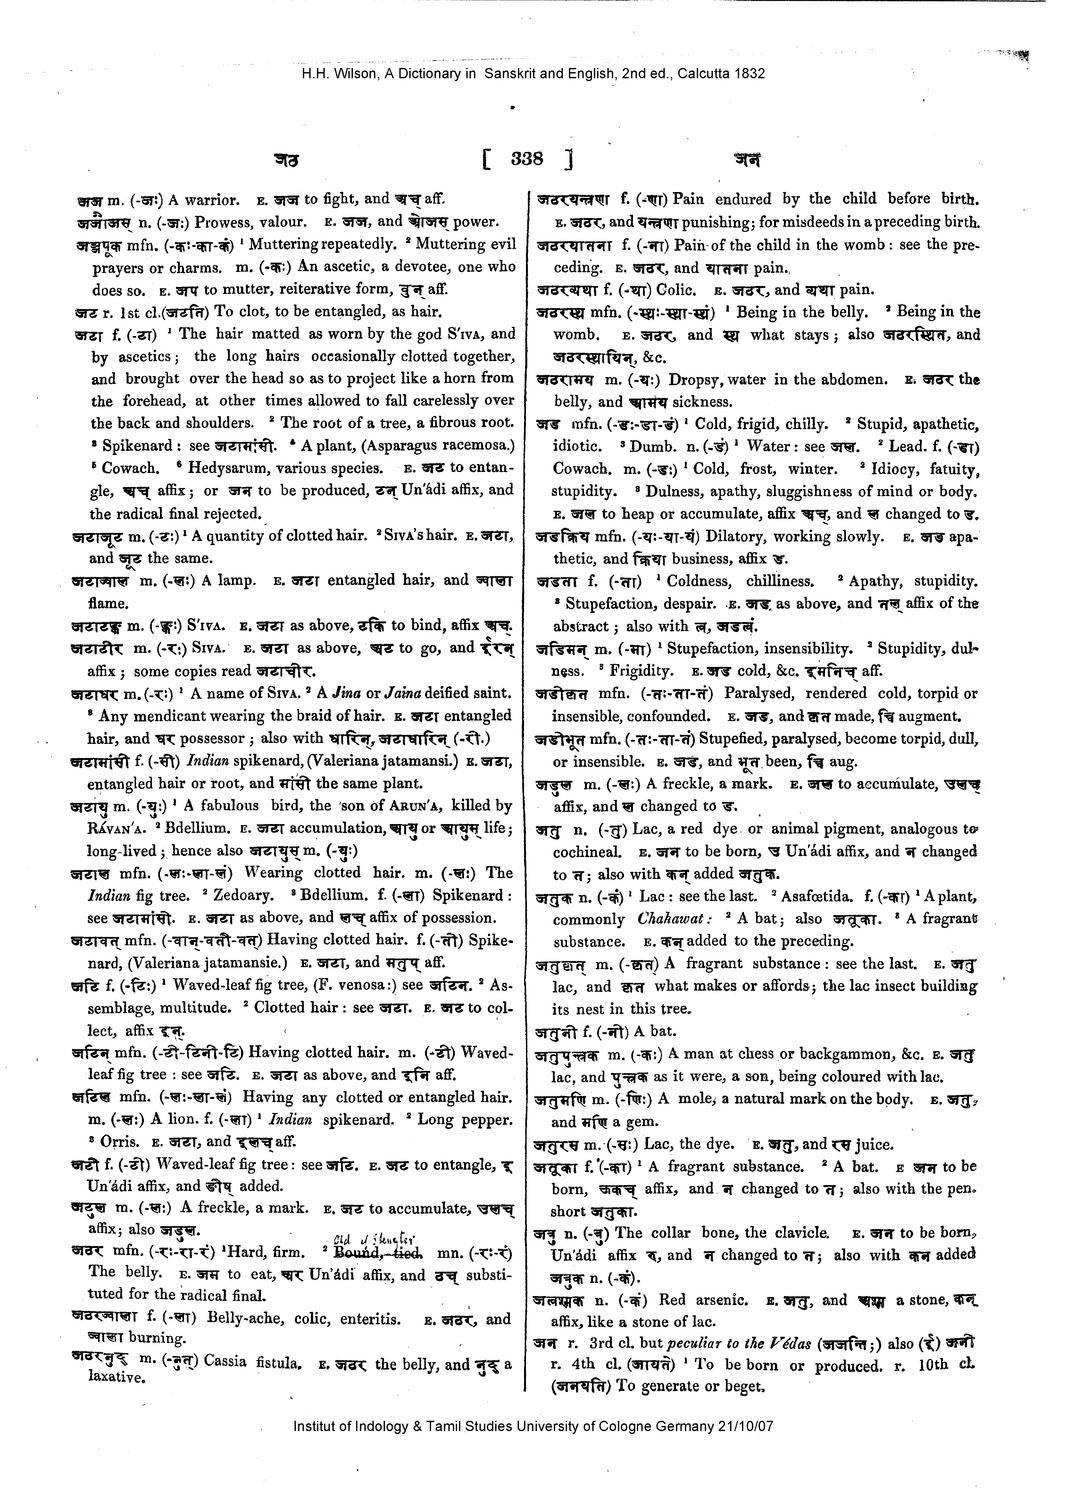 H.H. Wilson, A Dictionary in Sanskrit and English, 2nd ed., Calcutta 1832
जठ [ 338 ] जन
जज m. (-जः) A warrior. E. जज to fight, and अच् aff.
जजौजस् n. (-जः) Prowess, valour. E. जज, and ओजस् power.
जञ्जपूक mfn. (-कः-का-कं) ¹ Muttering repeatedly. ² Muttering evil
prayers or charms. m. (-कः) An ascetic, a devotee, one who
does so. E. जप to mutter, reiterative form, वुन् aff.
जट r. 1st cl.(जटति) To clot, to be entangled, as hair.
जटा f. (-टा) ¹ The hair matted as worn by the god S'IVA, and
by ascetics; the long hairs occasionally clotted together,
and brought over the head so as to project like a horn from
the forehead, at other times allowed to fall carelessly over
the back and shoulders. ² The root of a tree, a fibrous root.
³ Spikenard : see जटामांसी. ⁴ A plant, (Asparagus racemosa.)
⁵ Cowach. ⁶ Hedysarum, various species. E. जट to entan-
gle, अच् affix; or जन to be produced, टन् Un'ádi affix, and
the radical final rejected.
जटाजूट m. (-टः) ¹ A quantity of clotted hair. ² SIVA's hair. E. जटा,
and जूट the same.
जटाज्वाल m. (-लः) A lamp. E. जटा entangled hair, and ज्वाला
flame.
जटाटङ्क m. (-ङ्कः) S'IVA. E. जटा as above, टकि to bind, affix अच्.
जटाटीर m. (-रः) SIVA. E. जटा as above, अट to go, and ईरन्
affix; some copies read जटाचीर.
जटाधर m. (-रः) ¹ A name of SIVA. ² A Jina or Jaina deified saint.
³ Any mendicant wearing the braid of hair. E. जटा entangled
hair, and धर possessor; also with धारिन्, जटाधारिन् (-री.)
जटामांसी f. (-सी) Indian spikenard, (Valeriana jatamansi.) E. जटा,
entangled hair or root, and मांसी the same plant.
जटायु m. (-युः) ¹ A fabulous bird, the son of ARUN'A, killed by
RÁVAN'A. ² Bdellium. E. जटा accumulation, आयु or आयुस् life;
long-lived; hence also जटायुस् m. (-युः)
जटाल mfn. (-लः-ला-लं) Wearing clotted hair. m. (-लः) The
Indian fig tree. ² Zedoary. ³ Bdellium. f. (-ला) Spikenard :
see जटामांसी. E. जटा as above, and लच् affix of possession.
जटावत् mfn. (-वान्-वती-वत्) Having clotted hair. f. (-ती) Spike-
nard, (Valeriana jatamansie.) E. जटा, and मतुप् aff.
जटि f. (-टिः) ¹ Waved-leaf fig tree, (F. venosa:) see जटिन. ² As-
semblage, multitude. ² Clotted hair : see जटा. E. जट to col-
lect, affix इन्.
जटिन् mfn. (-टी-टिनी-टि) Having clotted hair. m. (-टी) Waved-
leaf fig tree : see जटि. E. जटा as above, and इनि aff.
जटिल mfn. (-लः-ला-लं) Having any clotted or entangled hair.
m. (-लः) A lion. f. (-ला) ¹ Indian spikenard. ² Long pepper.
³ Orris. E. जटा, and इलच् aff.
जटी f. (-टी) Waved-leaf fig tree: see जटि. E. जट to entangle, इ
Un'ádi affix, and ङीष् added.
जटुल m. (-लः) A freckle, a mark. E. जट to accumulate, उलच्
affix; also जडुल.
जठर mfn. (-रः-रा-रं) ¹Hard, firm. ² Bound, tied. mn. (-रः-रं)
The belly. E. जम to eat, अर Un'ádi affix, and ठच् substi-
tuted for the radical final.
जठरज्वाला f. (-ला) Belly-ache, colic, enteritis. E. जठर, and
ज्वाला burning.
जठरनुद् m. (-नुत्) Cassia fistula. E. जठर the belly, and नुद् a
laxative.
जठरयन्त्रणा f. (-णा) Pain endured by the child before birth.
E. जठर, and यन्त्रणा punishing; for misdeeds in a preceding birth.
जठरयातना f. (-ना) Pain of the child in the womb : see the pre-
ceding. E. जठर, and यातना pain.
जठरव्यथा f. (-था) Colic. E. जठर, and व्यथा pain.
जठरस्थ mfn. (-स्थः-स्था-स्थं) ¹ Being in the belly. ² Being in the
womb. E. जठर, and स्थ what stays; also जठरस्थित, and
जठरस्थायिन्, &c.
जठरामय m. (-यः) Dropsy, water in the abdomen. E. जठर the
belly, and आमय sickness.
जड mfn. (-डः-डा-डं) ¹ Cold, frigid, chilly. ² Stupid, apathetic,
idiotic. ³ Dumb. n. (-डं) ¹ Water : see जल. ² Lead. f. (-डा)
Cowach. m. (-डः) ¹ Cold, frost, winter. ² Idiocy, fatuity,
stupidity. ³ Dulness, apathy, sluggishness of mind or body.
E. जल to heap or accumulate, affix अच्, and ल changed to ड.
जडक्रिय mfn. (-यः-या-यं) Dilatory, working slowly. E. जड apa-
thetic, and क्रिया business, affix ड.
जडता f. (-ता) ¹ Coldness, chilliness. ² Apathy, stupidity.
³ Stupefaction, despair. E. जड as above, and तल् affix of the
abstract; also with त्व, जडत्वं.
जडिमन् m. (-मा) ¹ Stupefaction, insensibility. ² Stupidity, dul-
ness. ³ Frigidity. E. जड cold, &c. इमनिच् aff.
जडीकृत mfn. (-तः-ता-तं) Paralysed, rendered cold, torpid or
insensible, confounded. E. जड, and कृत made, च्वि augment.
जडीभूत mfn. (-तः-ता-तं) Stupefied, paralysed, become torpid, dull,
or insensible. E. जड, and भूत been, च्वि aug.
जडुल m. (-लः) A freckle, a mark. E. जल to accumulate, उलच्
affix, and ल changed to ड.
जतु n. (-तु) Lac, a red dye or animal pigment, analogous to
cochineal. E. जन to be born, उ Un'ádi affix, and न changed
to त; also with कन् added जतुक.
जतुक n. (-कं) ¹ Lac : see the last. ² Asafœtida. f. (-का) ¹ A plant,
commonly Chakawat : ² A bat; also जतूका. ³ A fragrant
substance. E. कन् added to the preceding.
जतुकृत् m. (-कृत) A fragrant substance : see the last. E. जतु
lac, and कृत what makes or affords; the lac insect building
its nest in this tree.
जतुनी f. (-नी) A bat.
जतुपुत्त्रक m. (-कः) A man at chess or backgammon, &c. E. जतु
lac, and पुत्त्रक as it were, a son, being coloured with lac.
जतुमणि m. (-णिः) A mole, a natural mark on the body. E. जतु,
and मणि a gem.
जतुरस m. (-सः) Lac, the dye. E. जतु, and रस juice.
जतूका f. (-का) ¹ A fragrant substance. ² A bat. E जन to be
born, ऊकच् affix, and न changed to त; also with the pen.
short जतुका.
जत्रु n. (-त्रु) The collar bone, the clavicle. E. जन to be born,
Un'ádi affix रु, and न changed to त; also with कन added
जत्रुक n. (-कं).
जत्वश्मक n. (-कं) Red arsenic. E. जतु, and अश्म a stone, कन्
affix, like a stone of lac.
जन r. 3rd cl. but peculiar to the Védas (जजन्ति;) also (ई) जनी
r. 4th cl. (जायते) ¹ To be born or produced. r. 10th cl.
(जनयति) To generate or beget.
Institut of Indology & Tamil Studies University of Cologne Germany 21/10/07